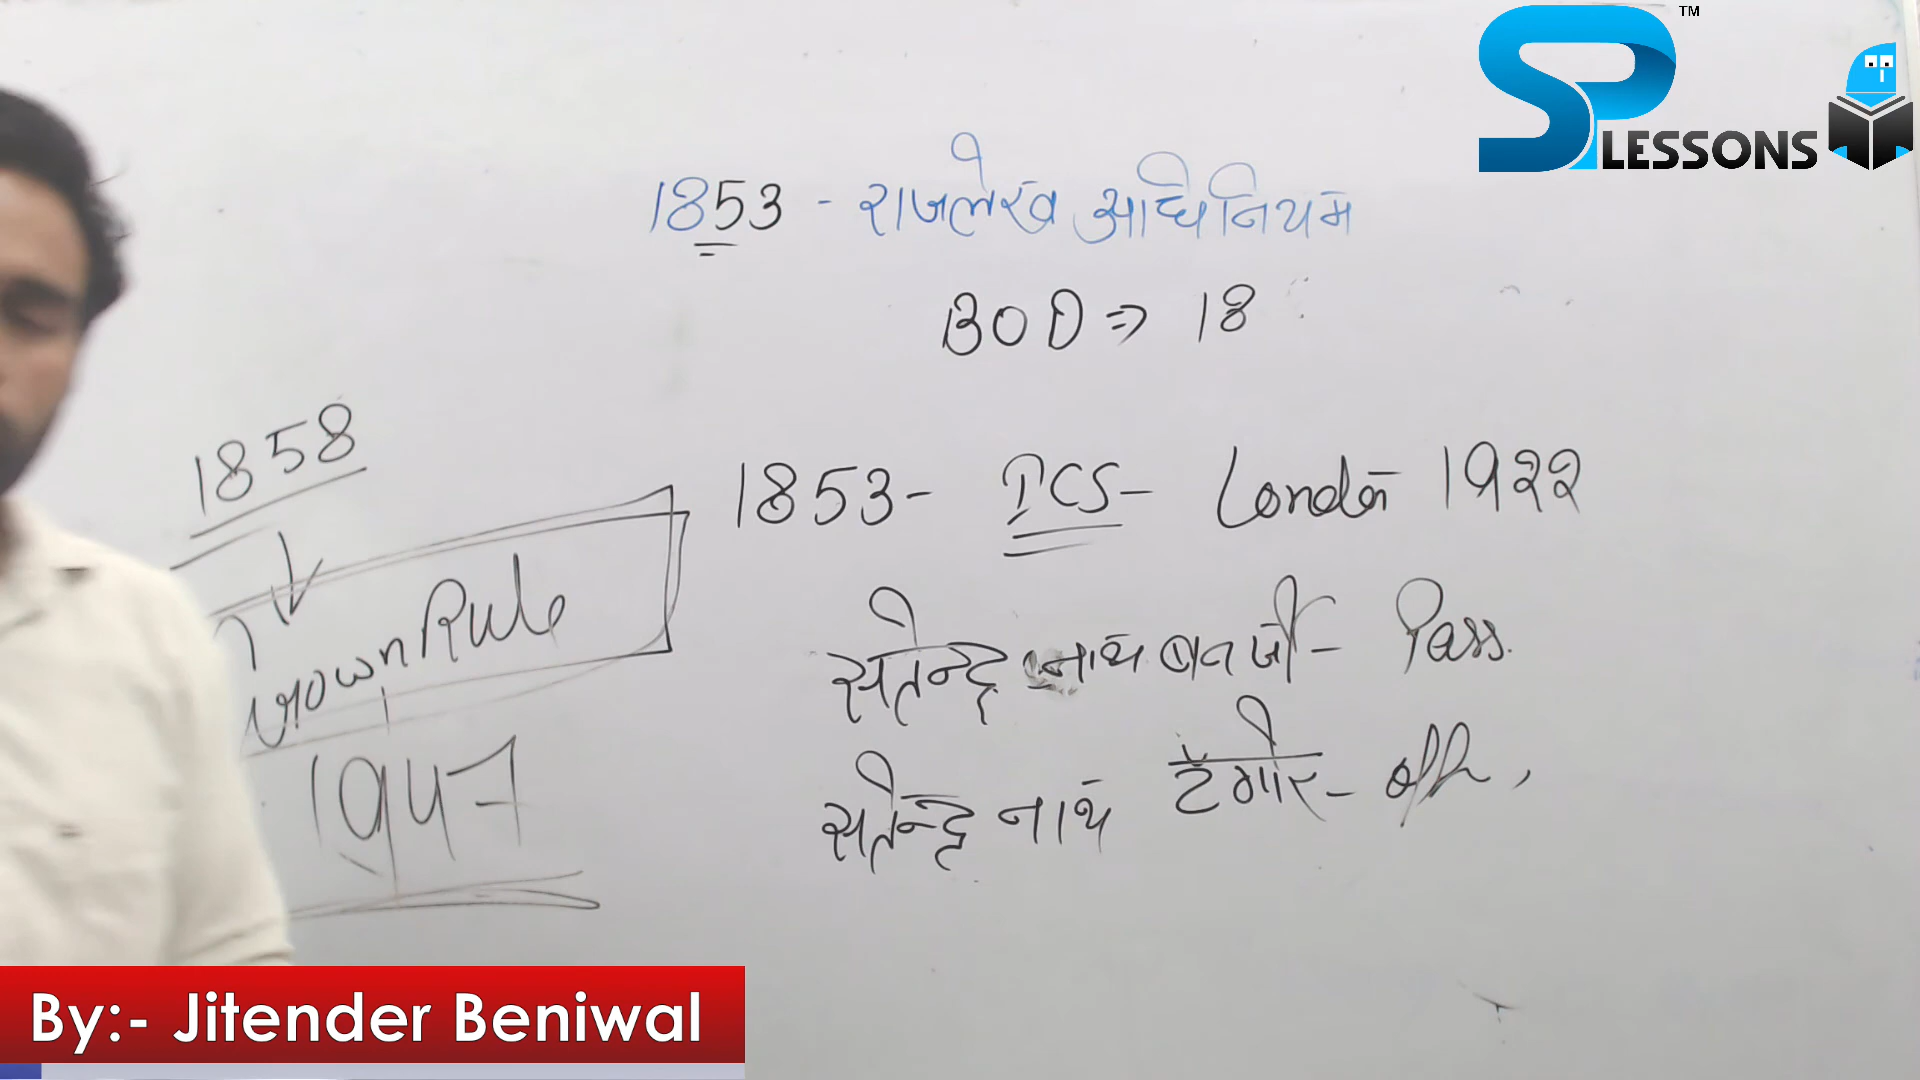 SP LESSONS TM
1853 - राजलेख अधिनियम
BOD ⇒ 18
1858
Crown Rule
1947
1853 - ICS - London 1922
सतेन्द्र नाथ बनर्जी - Pass.
सतेन्द्र नाथ टैगोर - off,
By:- Jitender Beniwal